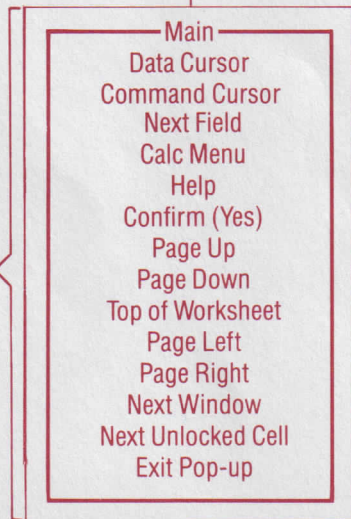 Main
Data Cursor
Command Cursor
Next Field
Calc Menu
Help
Confirm (Yes)
Page Up
Page Down
Top of Worksheet
Page Left
Page Right
Next Window
Next Unlocked Cell
Exit Pop-up